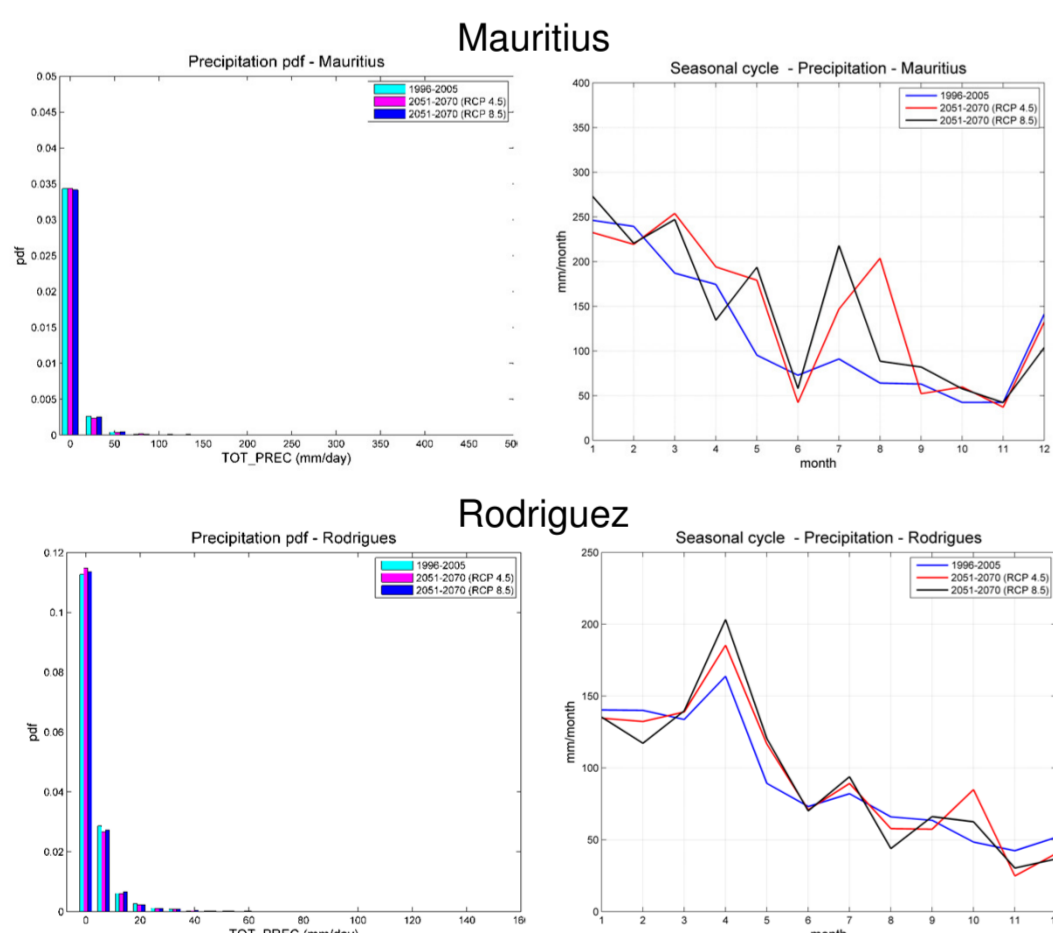 Mauritius
Precipitation pdf - Mauritius
0.05
0.045
0.04
0.035
0.03
0.025
0.02
0.015
0.01
0.005
0
pdf
1996-2005
2051-2070 (RCP 4.5)
2051-2070 (RCP 8.5)
0 50 100 150 200 250 300 350 400 450 50
TOT_PREC (mm/day)
Seasonal cycle - Precipitation - Mauritius
400
350
300
250
200
150
100
50
0
mm/month
1996-2005
2051-2070 (RCP 4.5)
2051-2070 (RCP 8.5)
1 2 3 4 5 6 7 8 9 10 11 12
month
Rodriguez
Precipitation pdf - Rodrigues
0.12
0.1
0.08
0.06
0.04
0.02
0
pdf
1996-2005
2051-2070 (RCP 4.5)
2051-2070 (RCP 8.5)
0 20 40 60 80 100 120 140 16
TOT_PREC (mm/day)
Seasonal cycle - Precipitation - Rodrigues
250
200
150
100
50
0
mm/month
1996-2005
2051-2070 (RCP 4.5)
2051-2070 (RCP 8.5)
1 2 3 4 5 6 7 8 9 10 11 1
month